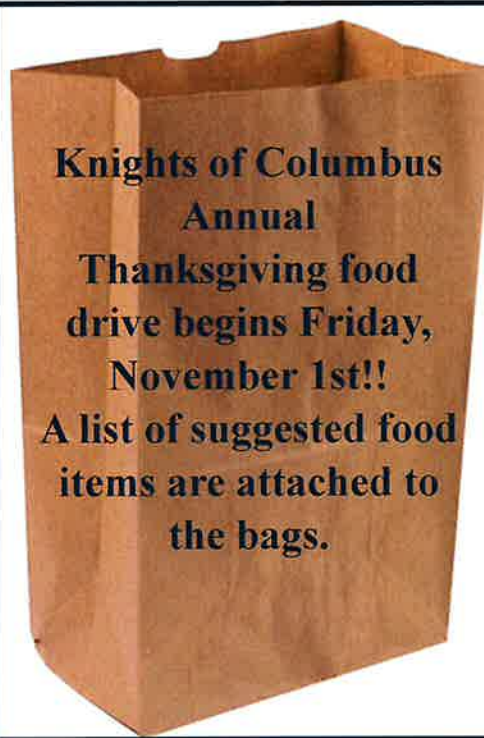 Knights of Columbus
Annual
Thanksgiving food
drive begins Friday,
November 1st!!
A list of suggested food
items are attached to
the bags.